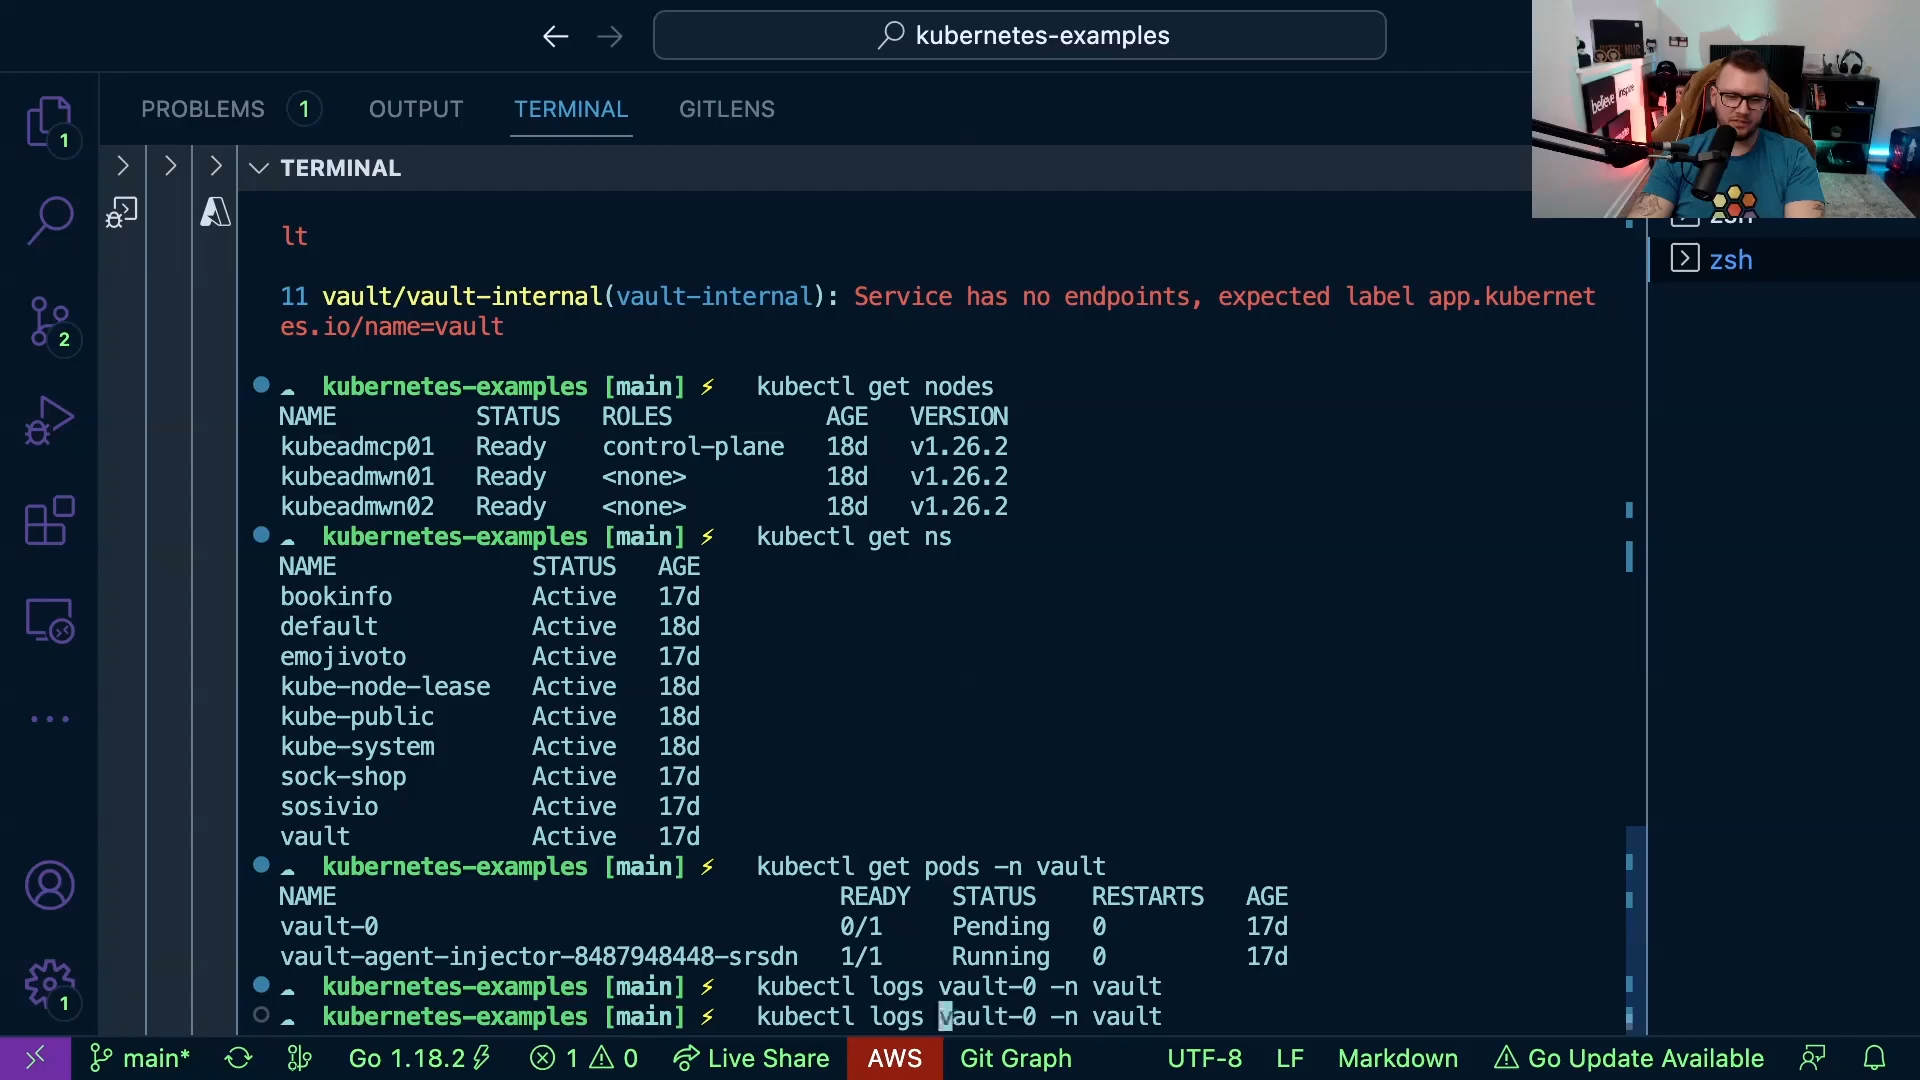 kubernetes-examples
believe
inspire
PROBLEMS 1 OUTPUT TERMINAL GITLENS
TERMINAL
lt
zsh
zsh
11 vault/vault-internal(vault-internal): Service has no endpoints, expected label app.kubernet
es.io/name=vault
kubernetes-examples [main] ⚡ kubectl get nodes
NAME STATUS ROLES AGE VERSION
kubeadmcp01 Ready control-plane 18d v1.26.2
kubeadmwn01 Ready <none> 18d v1.26.2
kubeadmwn02 Ready <none> 18d v1.26.2
kubernetes-examples [main] ⚡ kubectl get ns
NAME STATUS AGE
bookinfo Active 17d
default Active 18d
emojivoto Active 17d
kube-node-lease Active 18d
kube-public Active 18d
kube-system Active 18d
sock-shop Active 17d
sosivio Active 17d
vault Active 17d
kubernetes-examples [main] ⚡ kubectl get pods -n vault
NAME READY STATUS RESTARTS AGE
vault-0 0/1 Pending 0 17d
vault-agent-injector-8487948448-srsdn 1/1 Running 0 17d
kubernetes-examples [main] ⚡ kubectl logs vault-0 -n vault
kubernetes-examples [main] ⚡ kubectl logs vault-0 -n vault
1
2
1
main* Go 1.18.2 1 0 Live Share AWS Git Graph UTF-8 LF Markdown Go Update Available